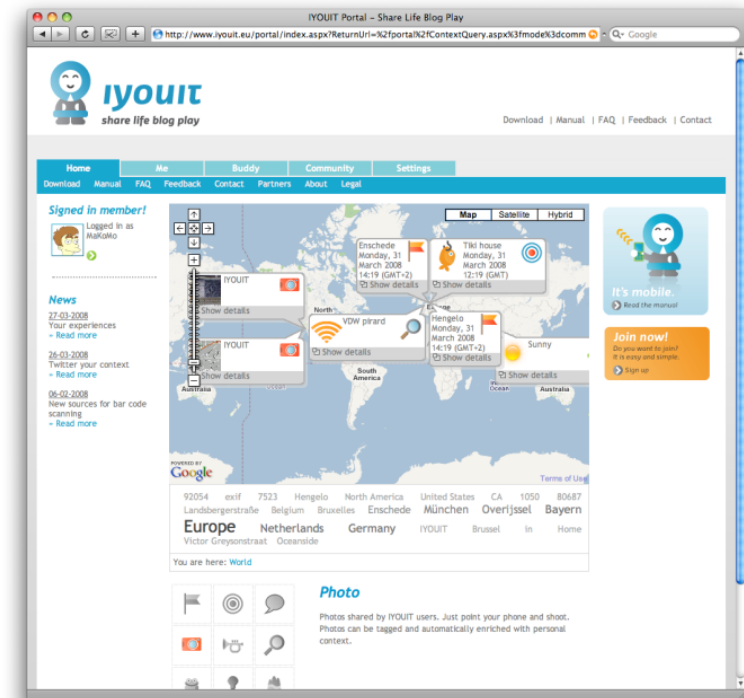 IYOUIT Portal – Share Life Blog Play
http://www.iyouit.eu/portal/index.aspx?ReturnUrl=%2fportal%2fContextQuery.aspx%3fmode%3dcomm
Google
IYOUIT
share life blog play
Download | Manual | FAQ | Feedback | Contact
Home Me Buddy Community Settings
Download Manual FAQ Feedback Contact Partners About Legal
Signed in member!
Logged in as
MaKoMo
News
27-03-2008
Your experiences
» Read more
26-03-2008
Twitter your context
» Read more
06-02-2008
New sources for bar code
scanning
» Read more
Map Satellite Hybrid
Enschede
Monday, 31
March 2008
14:19 (GMT+2)
Show details
Tiki house
Monday, 31
March 2008
12:19 (GMT)
Show details
IYOUIT
Show details
North
Europe
VDW pirard
Show details
Hengelo
Monday, 31
March 2008
14:19 (GMT+2)
Show details
IYOUIT
Show details
Sunny
Show details
South
America
Australia
Ocean
Australia
POWERED BY
Google
Terms of Use
92054 exif 7523 Hengelo North America United States CA 1050 80687
Landsbergerstraße Belgium Bruxelles Enschede München Overijssel Bayern
Europe Netherlands Germany IYOUIT Brussel in Home
Victor Greysonstraat Oceanside
You are here: World
It's mobile.
Read the manual
Join now!
Do you want to join?
It is easy and simple.
Sign up
Photo
Photos shared by IYOUIT users. Just point your phone and shoot.
Photos can be tagged and automatically enriched with personal
context.